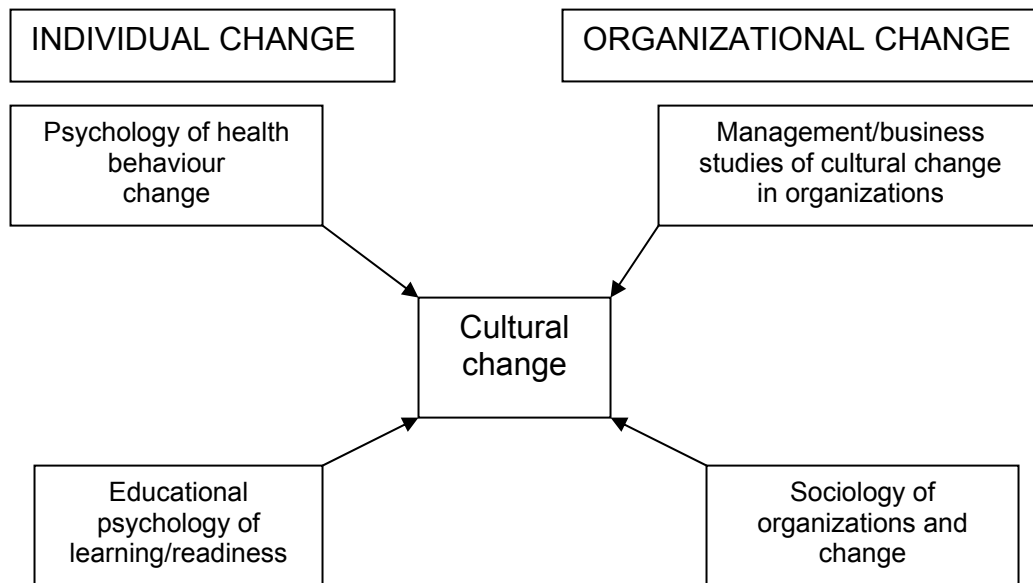 INDIVIDUAL CHANGE
ORGANIZATIONAL CHANGE
Psychology of health
behaviour
change
Management/business
studies of cultural change
in organizations
Cultural
change
Educational
psychology of
learning/readiness
Sociology of
organizations and
change